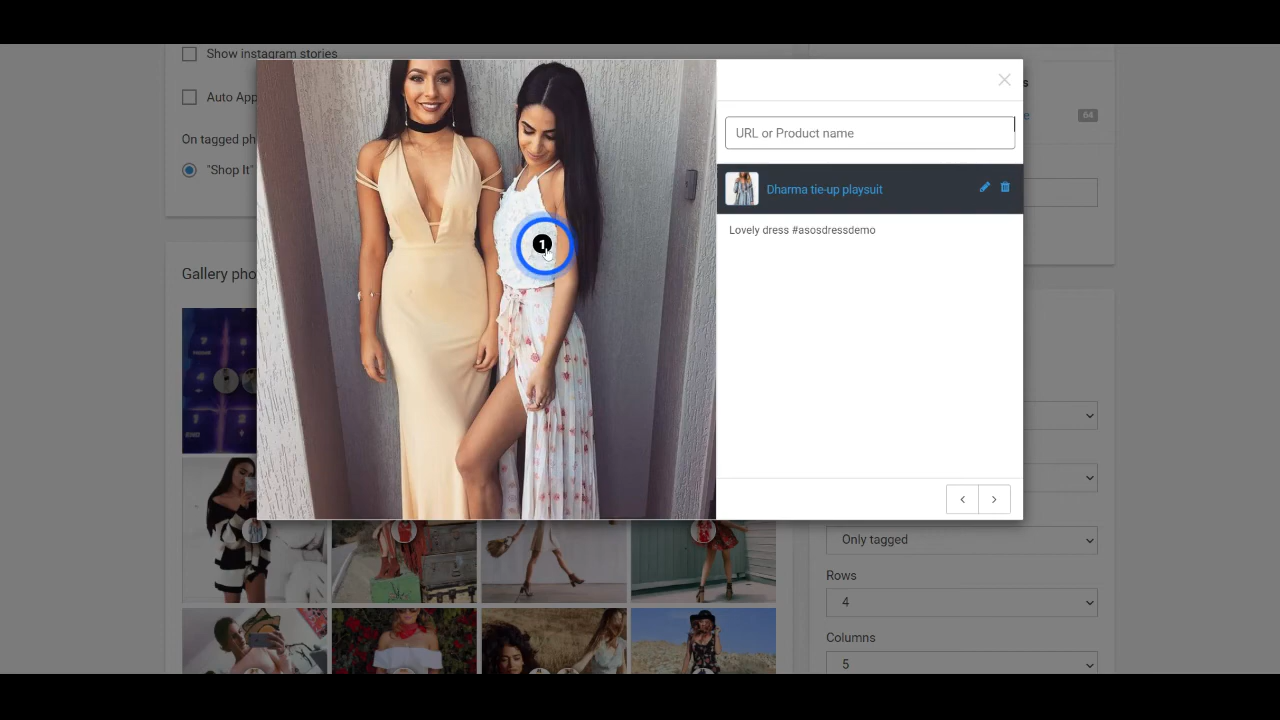 Show instagram stories
Auto App
On tagged ph
"Shop It"
Gallery pho
1
URL or Product name
Dharma tie-up playsuit
Lovely dress #asosdressdemo
s
e
64
Only tagged
Rows
4
Columns
5